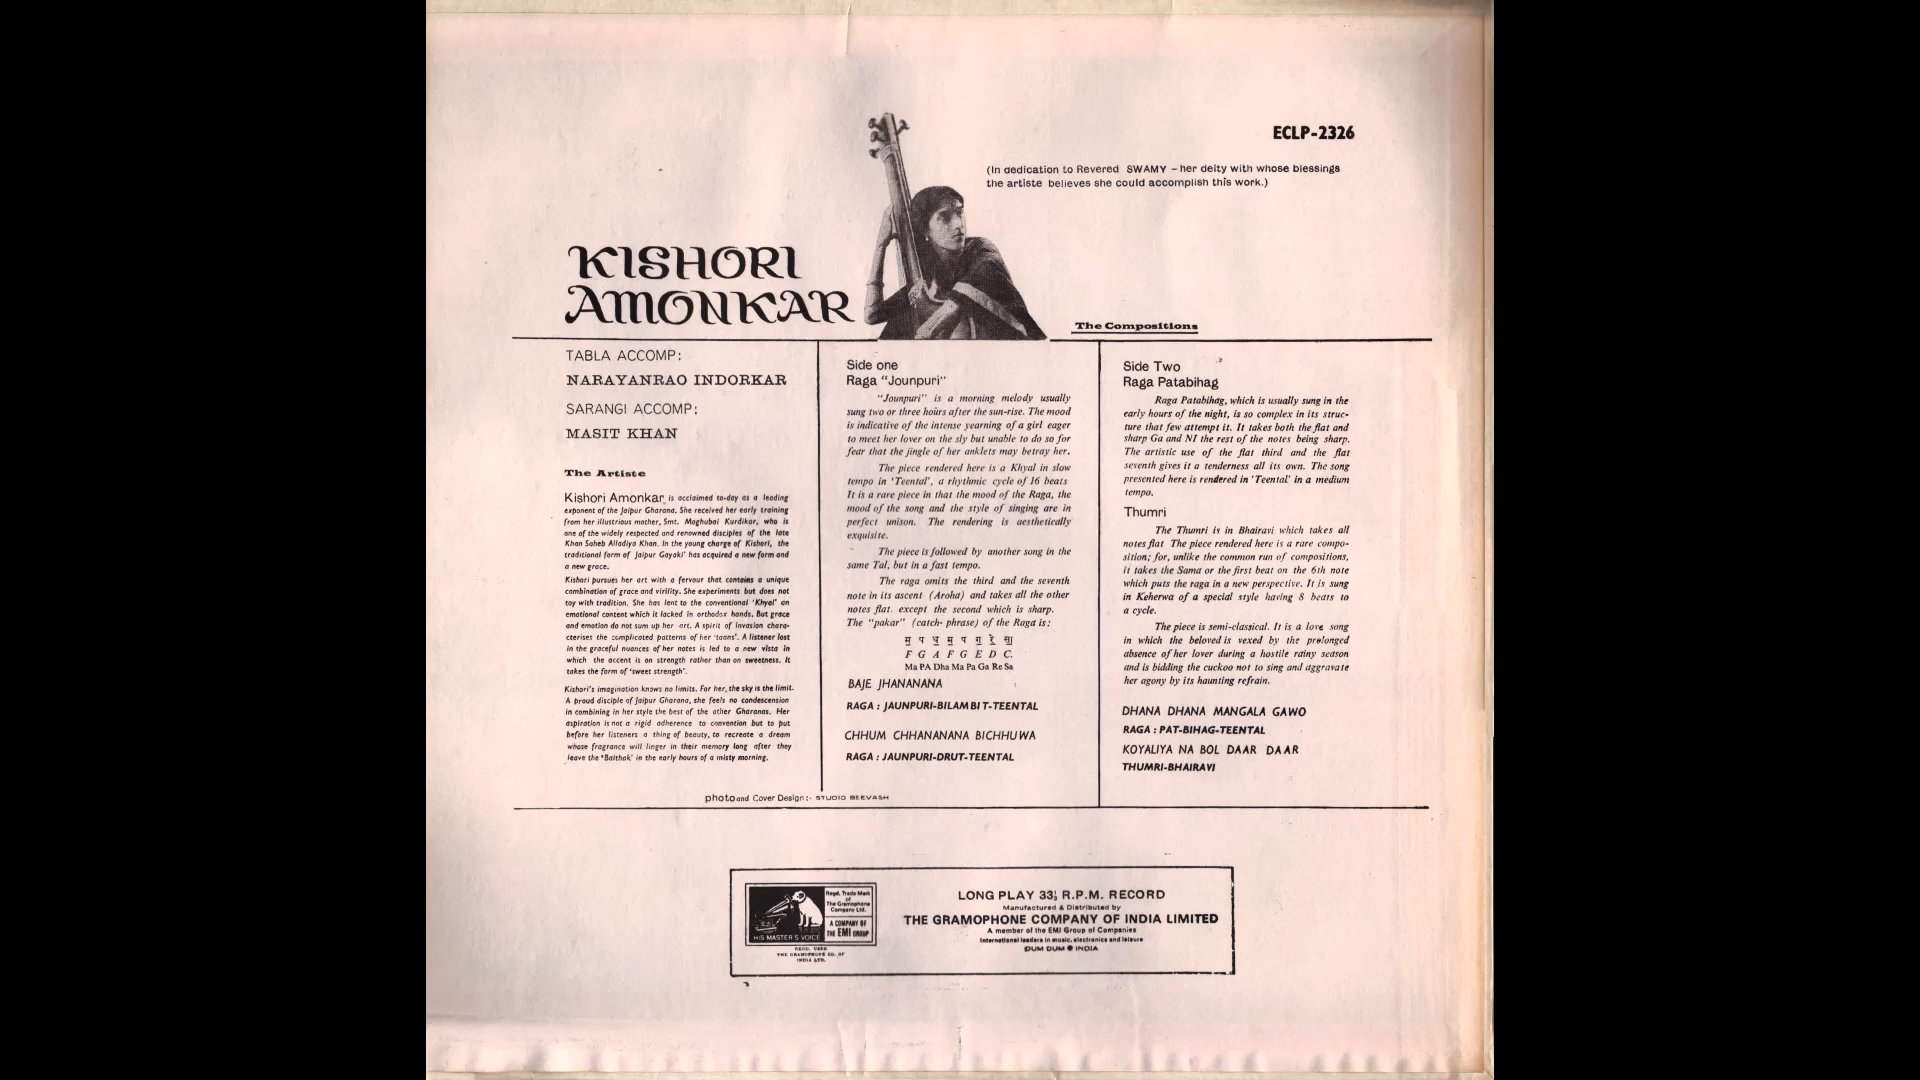 ECLP-2326
(In dedication to Revered SWAMY – her deity with whose blessings
the artiste believes she could accomplish this work.)
KISHORI
AMONKAR
The Compositions
TABLA ACCOMP:
NARAYANRAO INDORKAR
SARANGI ACCOMP:
MASIT KHAN
The Artiste
Kishori Amonkar is acclaimed to-day as a leading
exponent of the Jaipur Gharana. She received her early training
from her illustrious mother, Smt. Moghubai Kurdikar, who is
one of the widely respected and renowned disciples of the late
Khan Saheb Alladiya Khan. In the young charge of Kishori, the
traditional form of Jaipur Gayaki' has acquired a new form and
a new grace.
Kishori pursues her art with a fervour that contains a unique
combination of grace and virility. She experiments but does not
toy with tradition. She has lent to the conventional 'Khyal' an
emotional content which it lacked in orthodox hands. But grace
and emotion do not sum up her art. A spirit of invasion chara-
cterises the complicated patterns of her 'taans'. A listener lost
in the graceful nuances of her notes is led to a new vista in
which the accent is on strength rather than on sweetness. It
takes the form of 'sweet strength'.
Kishori's imagination knows no limits. For her, the sky is the limit.
A proud disciple of Jaipur Gharana, she feels no condescension
in combining in her style the best of the other Gharanas. Her
aspiration is not a rigid adherence to convention but to put
before her listeners a thing of beauty, to recreate a dream
whose fragrance will linger in their memory long after they
leave the 'Baithak' in the early hours of a misty morning.
Side one
Raga "Jounpuri"
"Jounpuri" is a morning melody usually
sung two or three hours after the sun-rise. The mood
is indicative of the intense yearning of a girl eager
to meet her lover on the sly but unable to do so for
fear that the jingle of her anklets may betray her.
The piece rendered here is a Khyal in slow
tempo in 'Teental', a rhythmic cycle of 16 beats
It is a rare piece in that the mood of the Raga, the
mood of the song and the style of singing are in
perfect unison. The rendering is aesthetically
exquisite.
The piece is followed by another song in the
same Tal, but in a fast tempo.
The raga omits the third and the seventh
note in its ascent (Aroha) and takes all the other
notes flat. except the second which is sharp.
The "pakar" (catch- phrase) of the Raga is:
म प ध॒ म प ग॒ रे सा
F G A F G E D C.
Ma PA Dha Ma Pa Ga Re Sa
BAJE JHANANANA
RAGA : JAUNPURI-BILAMBIT-TEENTAL
CHHUM CHHANANANA BICHHUWA
RAGA : JAUNPURI-DRUT-TEENTAL
Side Two
Raga Patabihag
Raga Patabihag, which is usually sung in the
early hours of the night, is so complex in its struc-
ture that few attempt it. It takes both the flat and
sharp Ga and NI the rest of the notes being sharp.
The artistic use of the flat third and the flat
seventh gives it a tenderness all its own. The song
presented here is rendered in 'Teental' in a medium
tempo.
Thumri
The Thumri is in Bhairavi which takes all
notes flat The piece rendered here is a rare compo-
sition; for, unlike the common run of compositions,
it takes the Sama or the first beat on the 6th note
which puts the raga in a new perspective. It is sung
in Keherwa of a special style having 8 beats to
a cycle.
The piece is semi-classical. It is a love song
in which the beloved is vexed by the prolonged
absence of her lover during a hostile rainy season
and is bidding the cuckoo not to sing and aggravate
her agony by its haunting refrain.
DHANA DHANA MANGALA GAWO
RAGA : PAT-BIHAG-TEENTAL
KOYALIYA NA BOL DAAR DAAR
THUMRI-BHAIRAVI
photo and Cover Design :- STUDIO BEEVASH
HIS MASTER'S VOICE
Regd. Trade Mark
of
The Gramophone
Company Ltd.
A COMPANY OF
THE EMI GROUP
REGD. USER
THE GRAMOPHONE CO. OF
INDIA LTD.
LONG PLAY 33⅓ R.P.M. RECORD
Manufactured & Distributed by
THE GRAMOPHONE COMPANY OF INDIA LIMITED
A member of the EMI Group of Companies
International leaders in music, electronics and leisure
DUM DUM ● INDIA